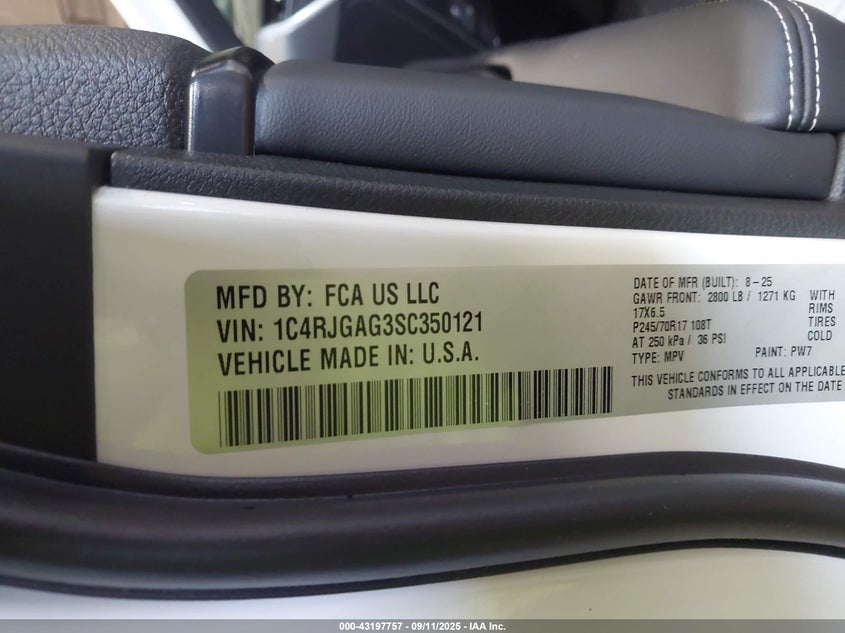 MFD BY: FCA US LLC
VIN: 1C4RJGAG3SC350121
VEHICLE MADE IN: U.S.A.
DATE OF MFR (BUILT): 8-25
GAWR FRONT: 2800 LB / 1271 KG WITH
17X6.5 RIMS
P245/70R17 108T TIRES
AT 250 kPa / 36 PSI COLD
TYPE: MPV PAINT: PW7
THIS VEHICLE CONFORMS TO ALL APPLICABLE
STANDARDS IN EFFECT ON THE DATE
000-43197757 - 09/11/2025 - IAA Inc.